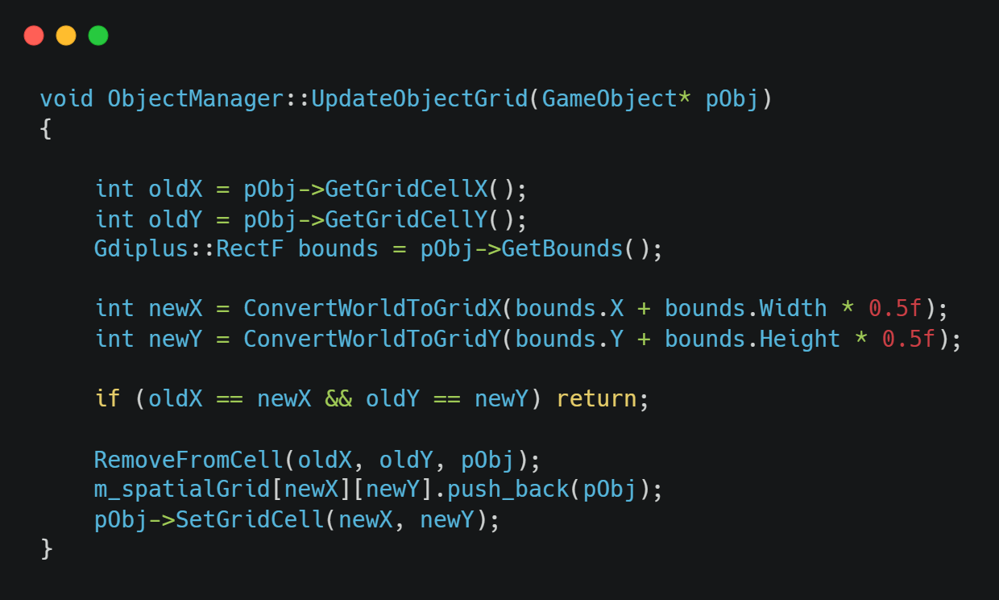 void ObjectManager::UpdateObjectGrid(GameObject* pObj)
{
    int oldX = pObj->GetGridCellX();
    int oldY = pObj->GetGridCellY();
    Gdiplus::RectF bounds = pObj->GetBounds();
    int newX = ConvertWorldToGridX(bounds.X + bounds.Width * 0.5f);
    int newY = ConvertWorldToGridY(bounds.Y + bounds.Height * 0.5f);
    if (oldX == newX && oldY == newY) return;
    RemoveFromCell(oldX, oldY, pObj);
    m_spatialGrid[newX][newY].push_back(pObj);
    pObj->SetGridCell(newX, newY);
}